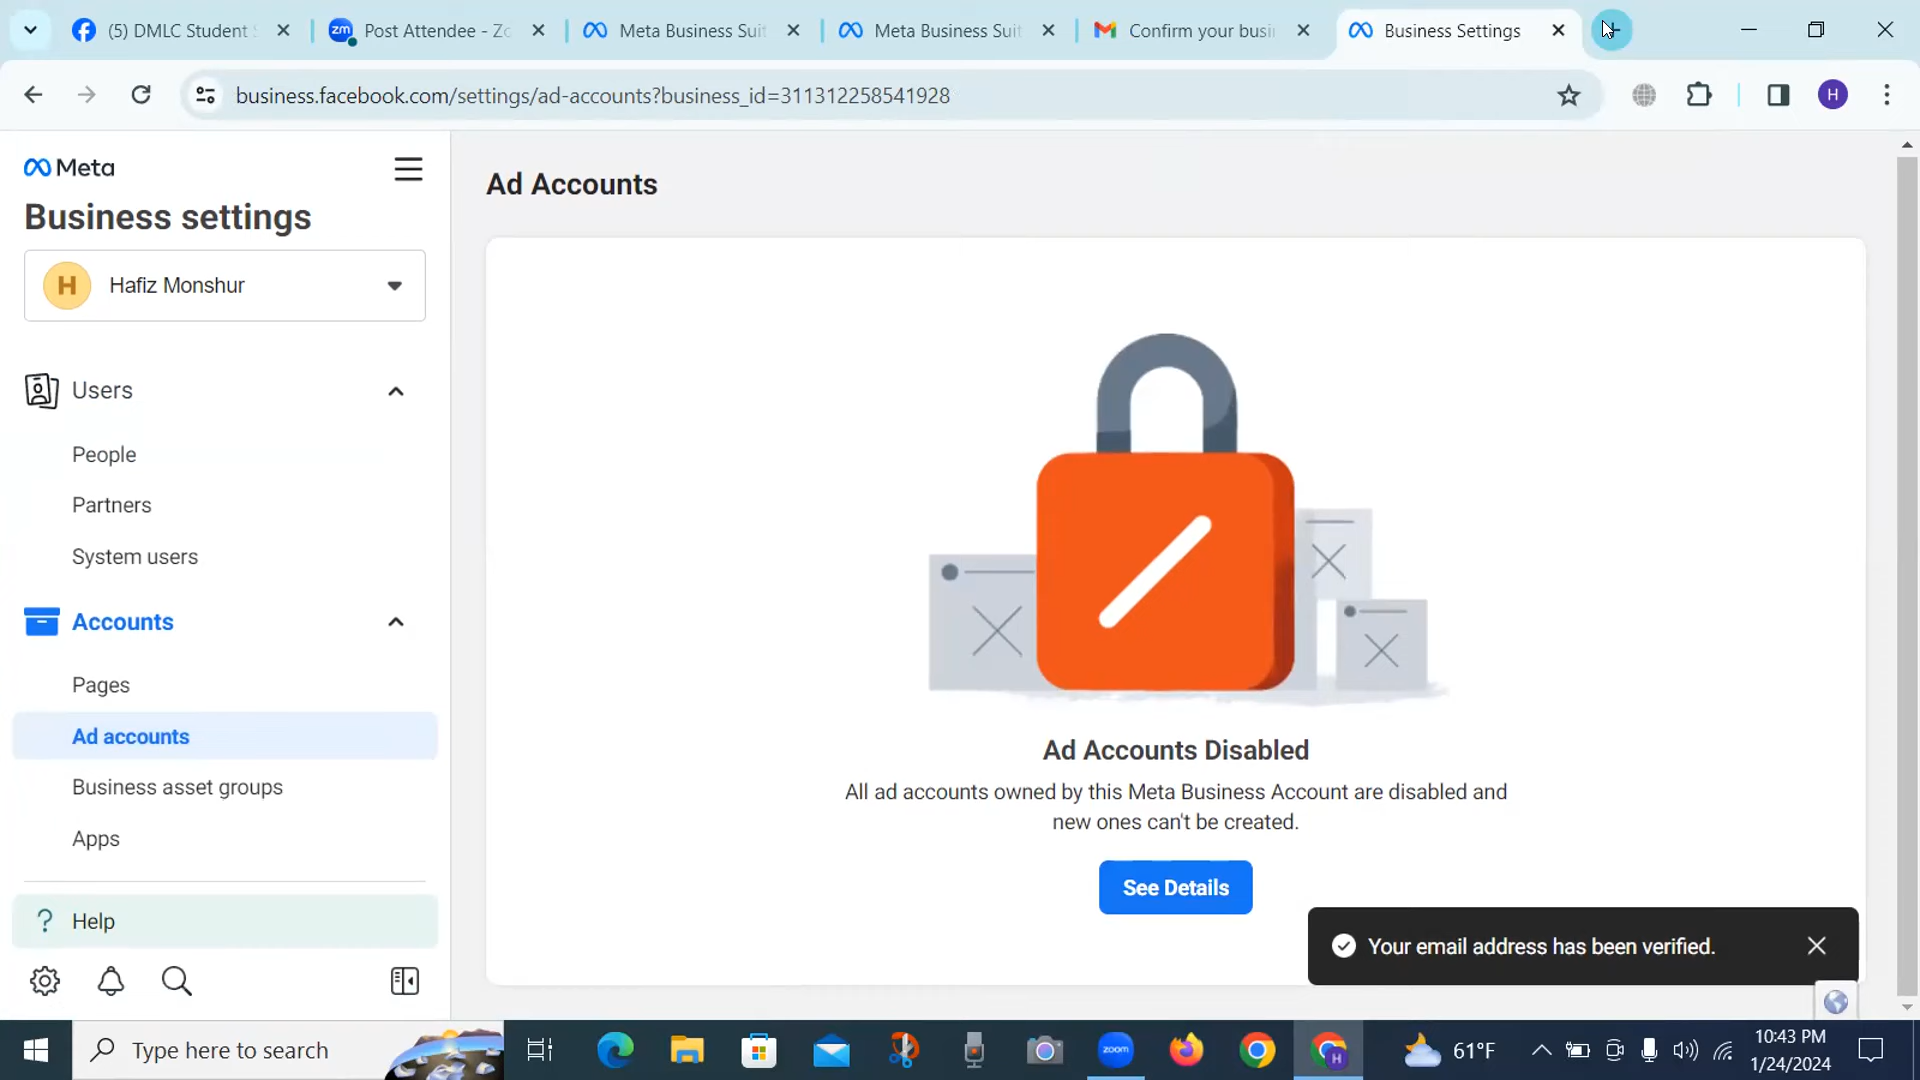 (5) DMLC Student S
zm
Post Attendee - Zo
Meta Business Suit
Meta Business Suit
Confirm your busi
Business Settings
business.facebook.com/settings/ad-accounts?business_id=311312258541928
H
Meta
Business settings
H
Hafiz Monshur
Users
People
Partners
System users
Accounts
Pages
Ad accounts
Business asset groups
Apps
? Help
Ad Accounts
Ad Accounts Disabled
All ad accounts owned by this Meta Business Account are disabled and
new ones can't be created.
See Details
Your email address has been verified.
Type here to search
zoom
H
61°F
10:43 PM
1/24/2024